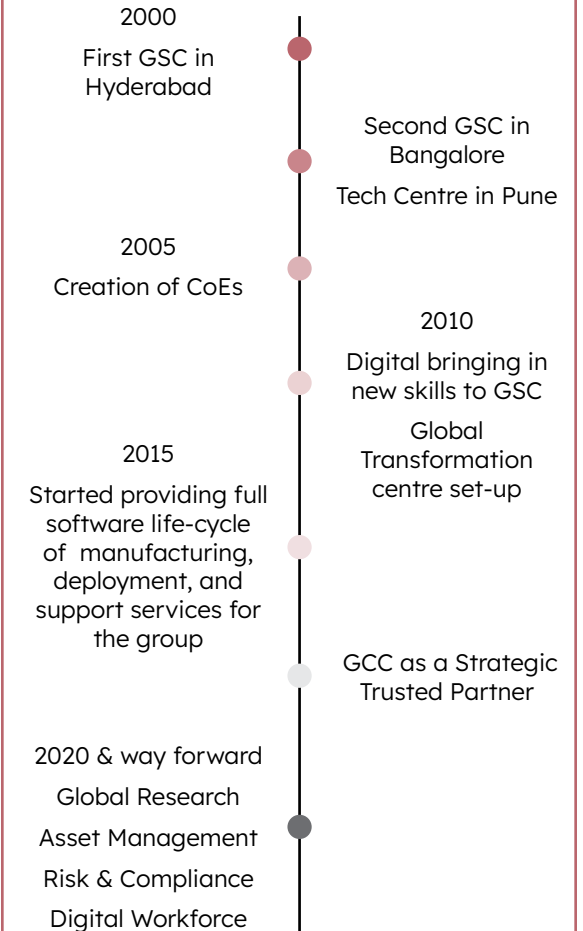 2000
First GSC in
Hyderabad
Second GSC in
Bangalore
Tech Centre in Pune
2005
Creation of CoEs
2010
Digital bringing in
new skills to GSC
Global
Transformation
centre set-up
2015
Started providing full
software life-cycle
of manufacturing,
deployment, and
support services for
the group
GCC as a Strategic
Trusted Partner
2020 & way forward
Global Research
Asset Management
Risk & Compliance
Digital Workforce